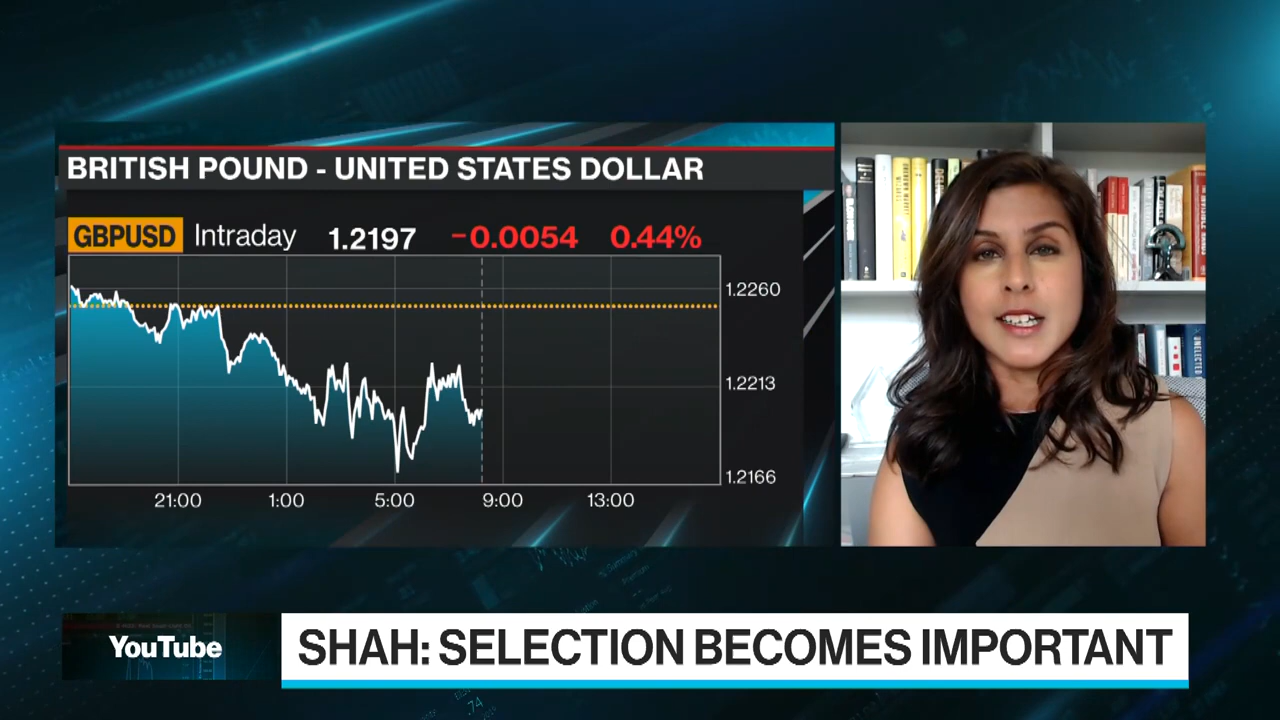 BRITISH POUND - UNITED STATES DOLLAR
GBPUSD Intraday 1.2197 -0.0054 0.44%
1.2260
1.2213
1.2166
21:00 1:00 5:00 9:00 13:00
UNELECTED
YouTube
SHAH: SELECTION BECOMES IMPORTANT